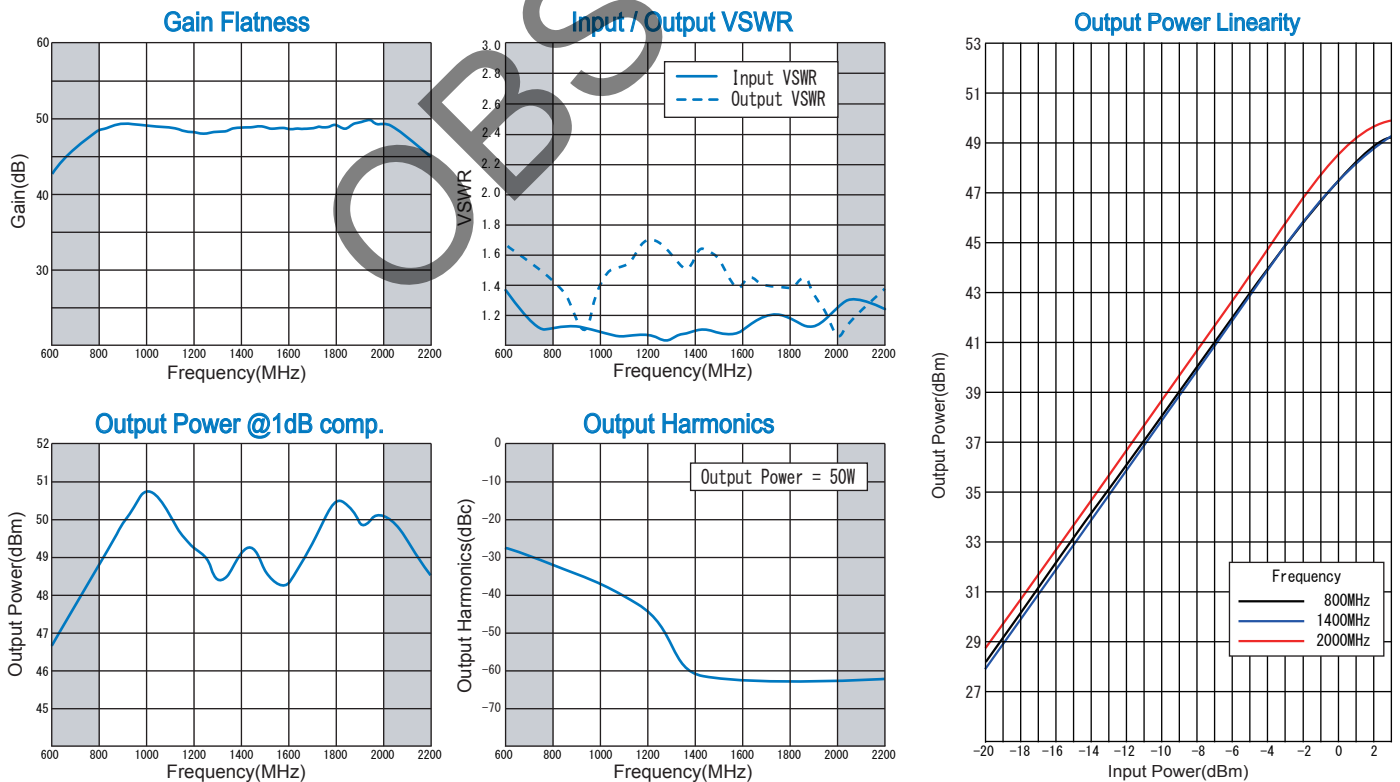 Gain Flatness
60
50
40
30
Gain(dB)
600 800 1000 1200 1400 1600 1800 2000 2200
Frequency(MHz)
Input / Output VSWR
3.0
2.8
2.6
2.4
2.2
2.0
1.8
1.6
1.4
1.2
VSWR
Input VSWR
Output VSWR
600 800 1000 1200 1400 1600 1800 2000 2200
Frequency(MHz)
OBS
Output Power @1dB comp.
52
51
50
49
48
47
46
45
Output Power(dBm)
600 800 1000 1200 1400 1600 1800 2000 2200
Frequency(MHz)
Output Harmonics
0
-10
-20
-30
-40
-50
-60
-70
Output Harmonics(dBc)
Output Power = 50W
600 800 1000 1200 1400 1600 1800 2000 2200
Frequency(MHz)
Output Power Linearity
53
51
49
47
45
43
41
39
37
35
33
31
29
27
Output Power(dBm)
Frequency
800MHz
1400MHz
2000MHz
-20 -18 -16 -14 -12 -10 -8 -6 -4 -2 0 2
Input Power(dBm)